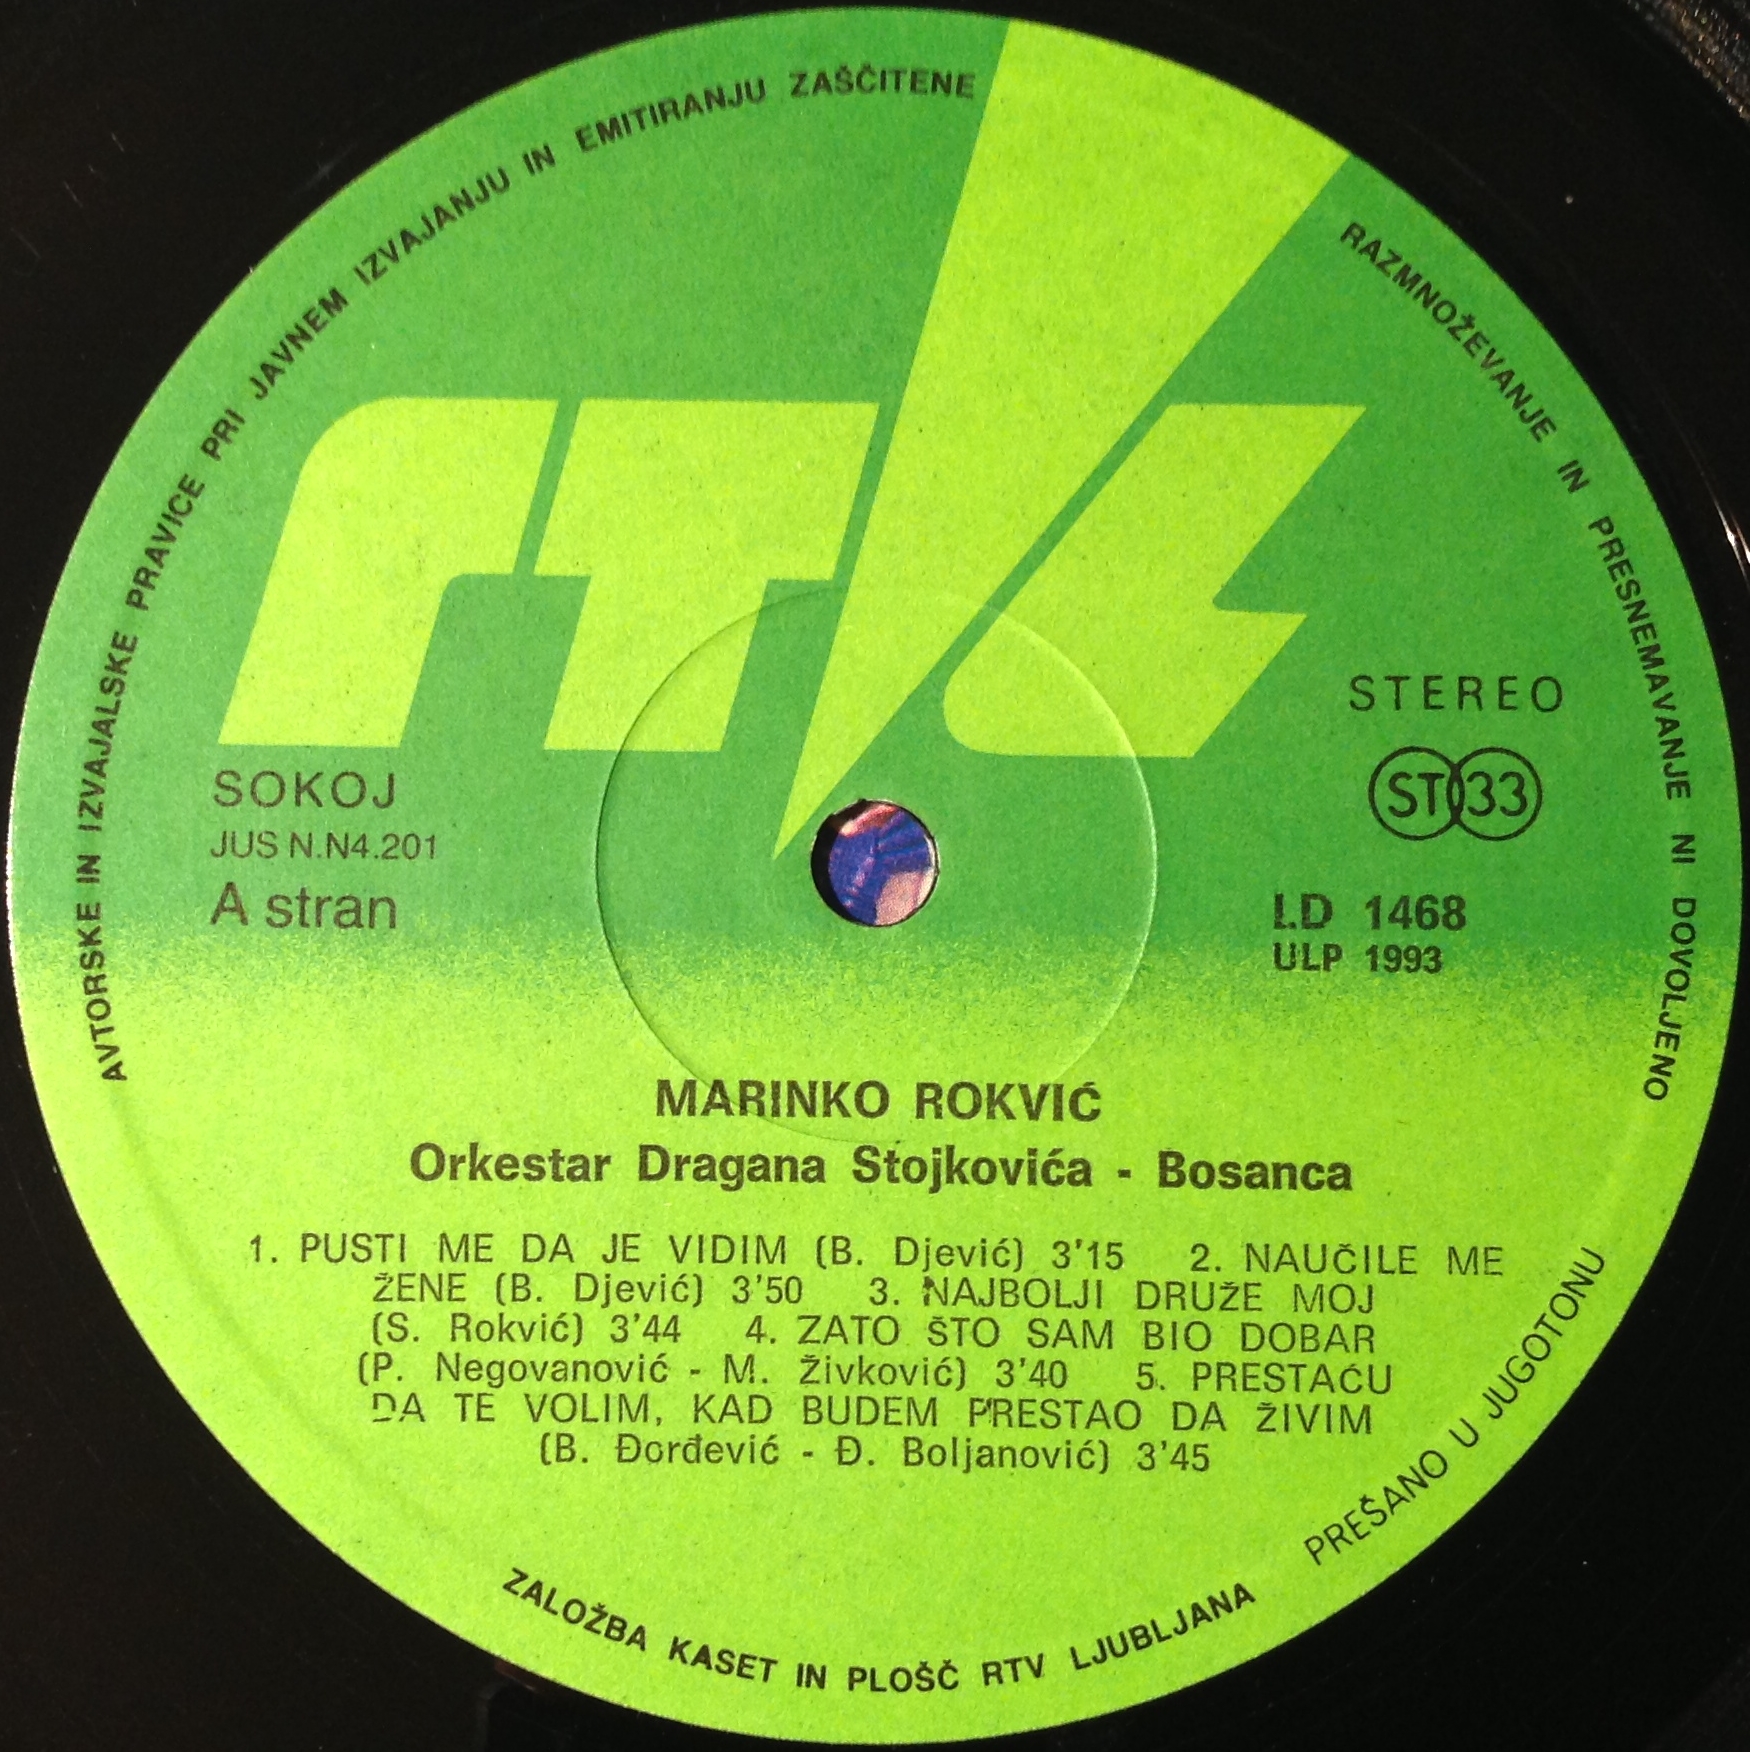 AVTORSKE IN IZVAJALSKE PRAVICE PRI JAVNEM IZVAJANJU IN EMITIRANJU ZAŠČITENE
RAZMNOŽEVANJE IN PRESNEMAVANJE NI DOVOLJENO
RTVL
STEREO
ST 33
SOKOJ
JUS N.N4.201
A stran
LD 1468
ULP 1993
MARINKO ROKVIĆ
Orkestar Dragana Stojkovića - Bosanca
1. PUSTI ME DA JE VIDIM (B. Djević) 3'15 2. NAUČILE ME
ŽENE (B. Djević) 3'50 3. NAJBOLJI DRUŽE MOJ
(S. Rokvić) 3'44 4. ZATO ŠTO SAM BIO DOBAR
(P. Negovanović - M. Živković) 3'40 5. PRESTAĆU
DA TE VOLIM, KAD BUDEM PRESTAO DA ŽIVIM
(B. Đorđević - Đ. Boljanović) 3'45
ZALOŽBA KASET IN PLOŠČ RTV LJUBLJANA
PREŠANO U JUGOTONU